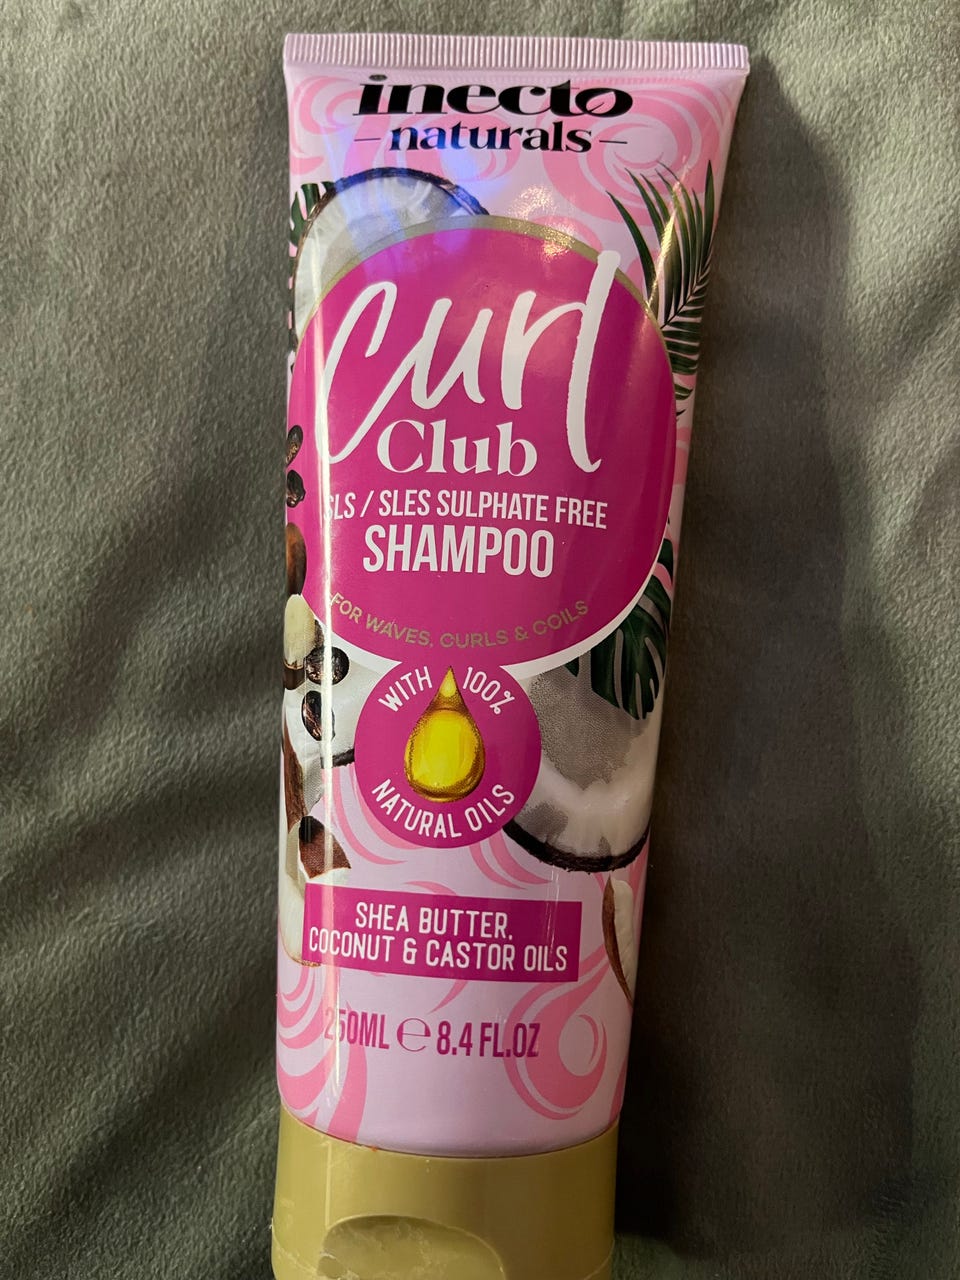 inecto
naturals
curl
Club
SLS / SLES SULPHATE FREE
SHAMPOO
FOR WAVES, CURLS & COILS
WITH 100%
NATURAL OILS
SHEA BUTTER,
COCONUT & CASTOR OILS
250ML ℮ 8.4 FL.OZ